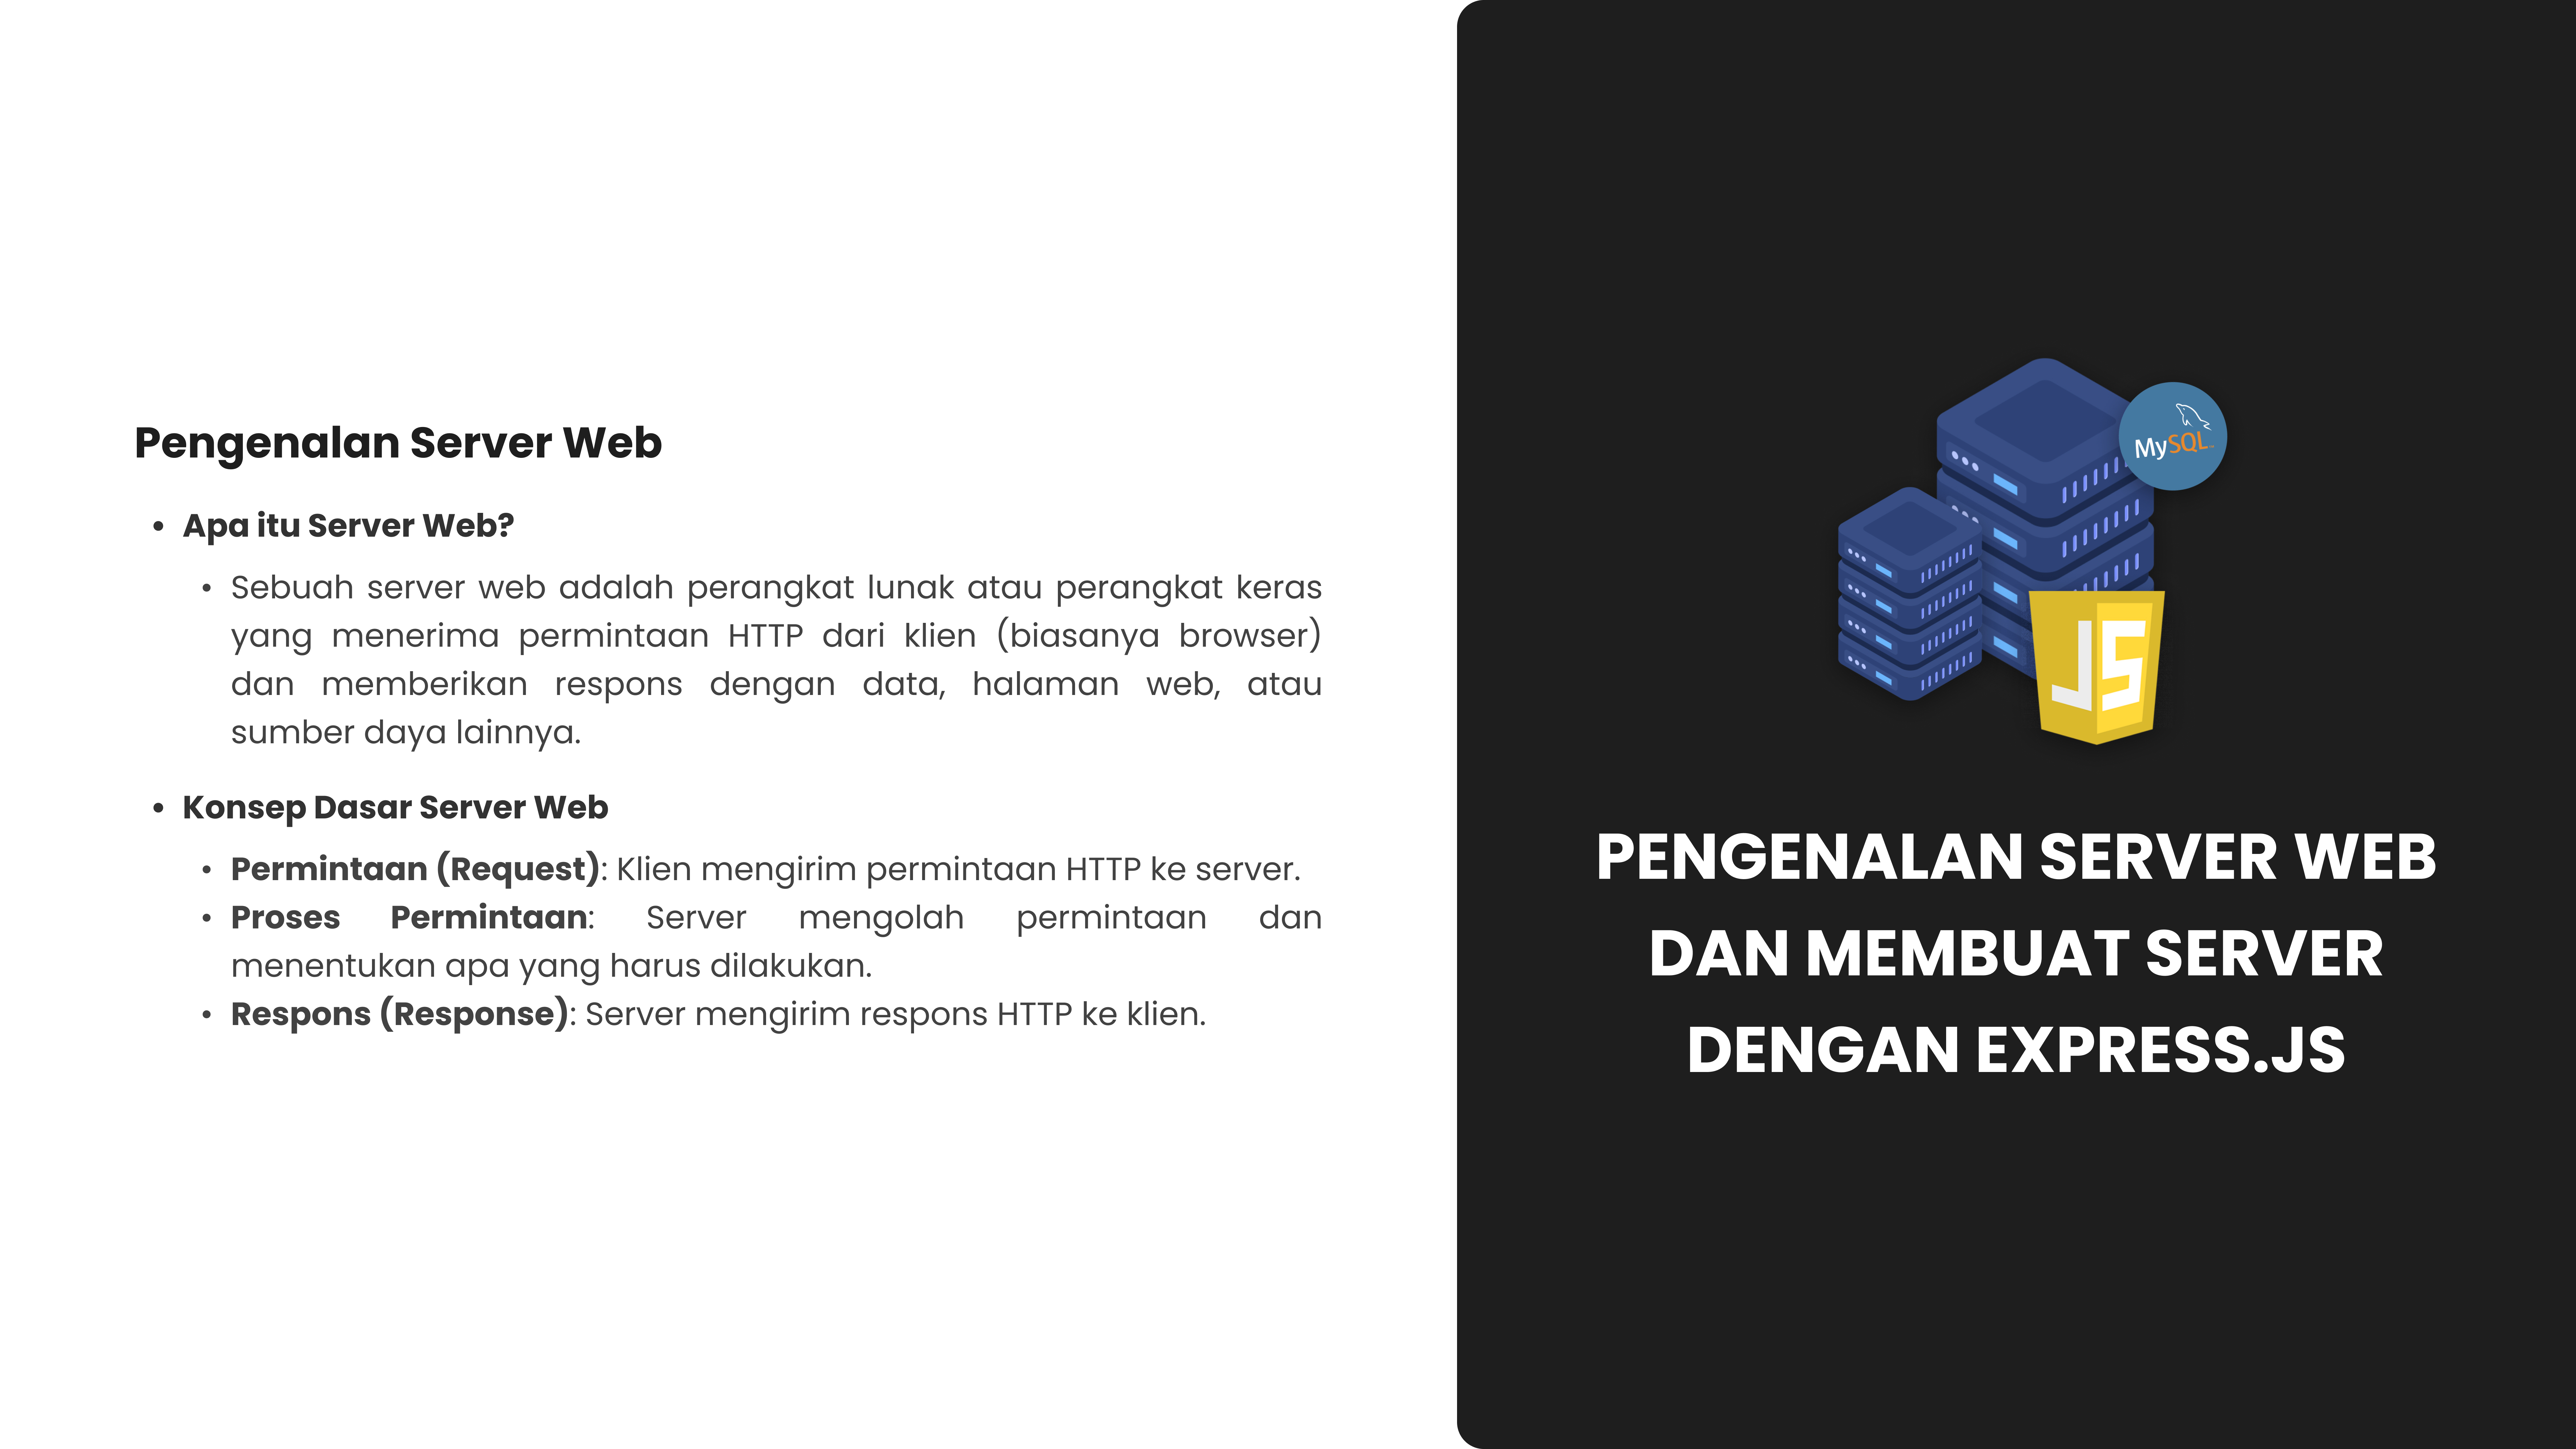 Pengenalan Server Web
• Apa itu Server Web?
• Sebuah server web adalah perangkat lunak atau perangkat keras
yang menerima permintaan HTTP dari klien (biasanya browser)
dan memberikan respons dengan data, halaman web, atau
sumber daya lainnya.
• Konsep Dasar Server Web
• Permintaan (Request): Klien mengirim permintaan HTTP ke server.
• Proses Permintaan: Server mengolah permintaan dan
menentukan apa yang harus dilakukan.
• Respons (Response): Server mengirim respons HTTP ke klien.
MySQL
JS
PENGENALAN SERVER WEB
DAN MEMBUAT SERVER
DENGAN EXPRESS.JS